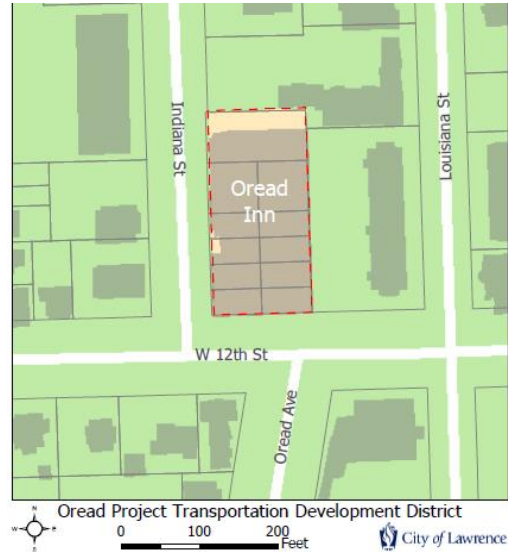 Indiana St
Louisiana St
Oread
Inn
W 12th St
Oread Ave
Oread Project Transportation Development District
N
W E
S
0 100 200
Feet
City of Lawrence